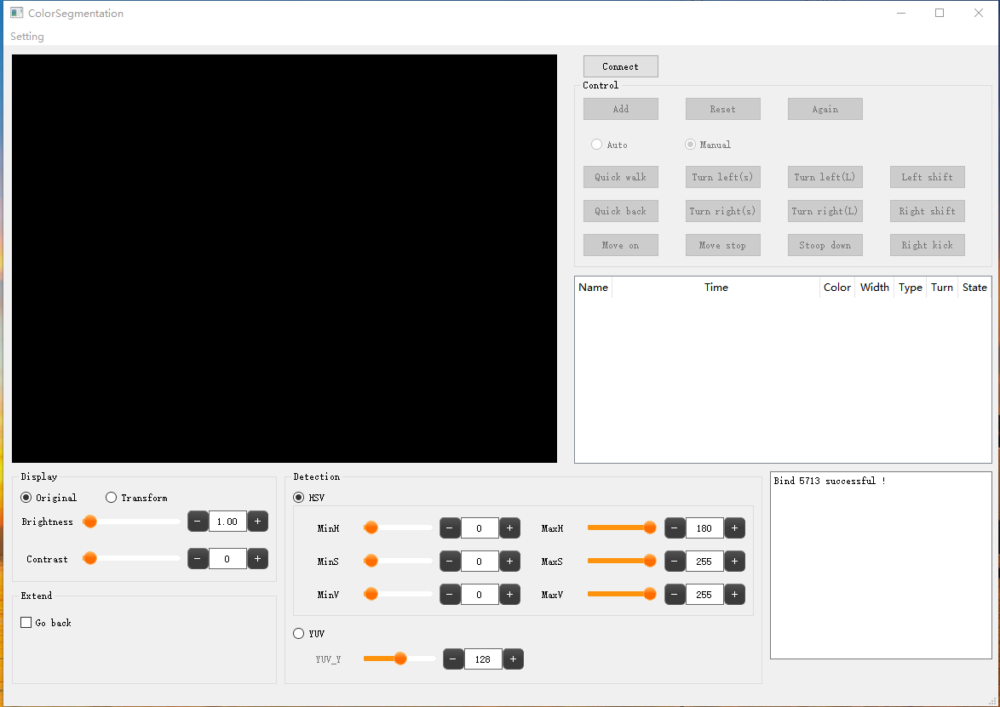 ColorSegmentation
Setting
Connect
Control
Add Reset Again
Auto Manual
Quick walk Turn left(s) Turn left(L) Left shift
Quick back Turn right(s) Turn right(L) Right shift
Move on Move stop Stoop down Right kick
Name Time Color Width Type Turn State
Display
Original Transform
Brightness − 1.00 +
Contrast − 0 +
Extend
Go back
Detection
HSV
MinH − 0 + MaxH − 180 +
MinS − 0 + MaxS − 255 +
MinV − 0 + MaxV − 255 +
YUV
YUV_Y − 128 +
Bind 5713 successful !